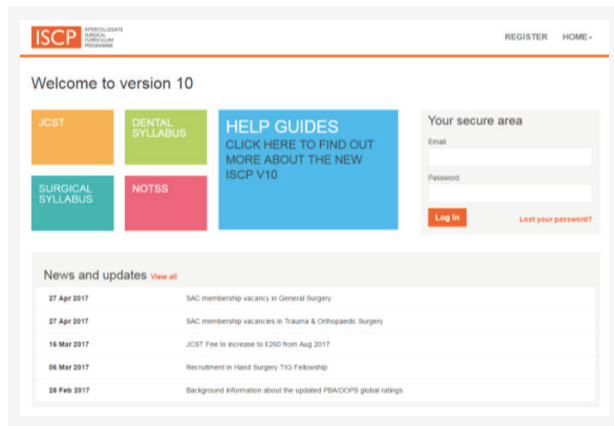 ISCP
INTERCOLLEGIATE
SURGICAL
CURRICULUM
PROGRAMME
REGISTER HOME
Welcome to version 10
JCST
DENTAL
SYLLABUS
SURGICAL
SYLLABUS
NOTSS
HELP GUIDES
CLICK HERE TO FIND OUT
MORE ABOUT THE NEW
ISCP V10
Your secure area
Email
Password
Log In Lost your password?
News and updates View all
27 Apr 2017 SAC membership vacancy in General Surgery
27 Apr 2017 SAC membership vacancies in Trauma & Orthopaedic Surgery
16 Mar 2017 JCST Fee to increase to £260 from Aug 2017
06 Mar 2017 Recruitment in Hand Surgery TIG Fellowship
28 Feb 2017 Background information about the updated PBA/DOPS global ratings